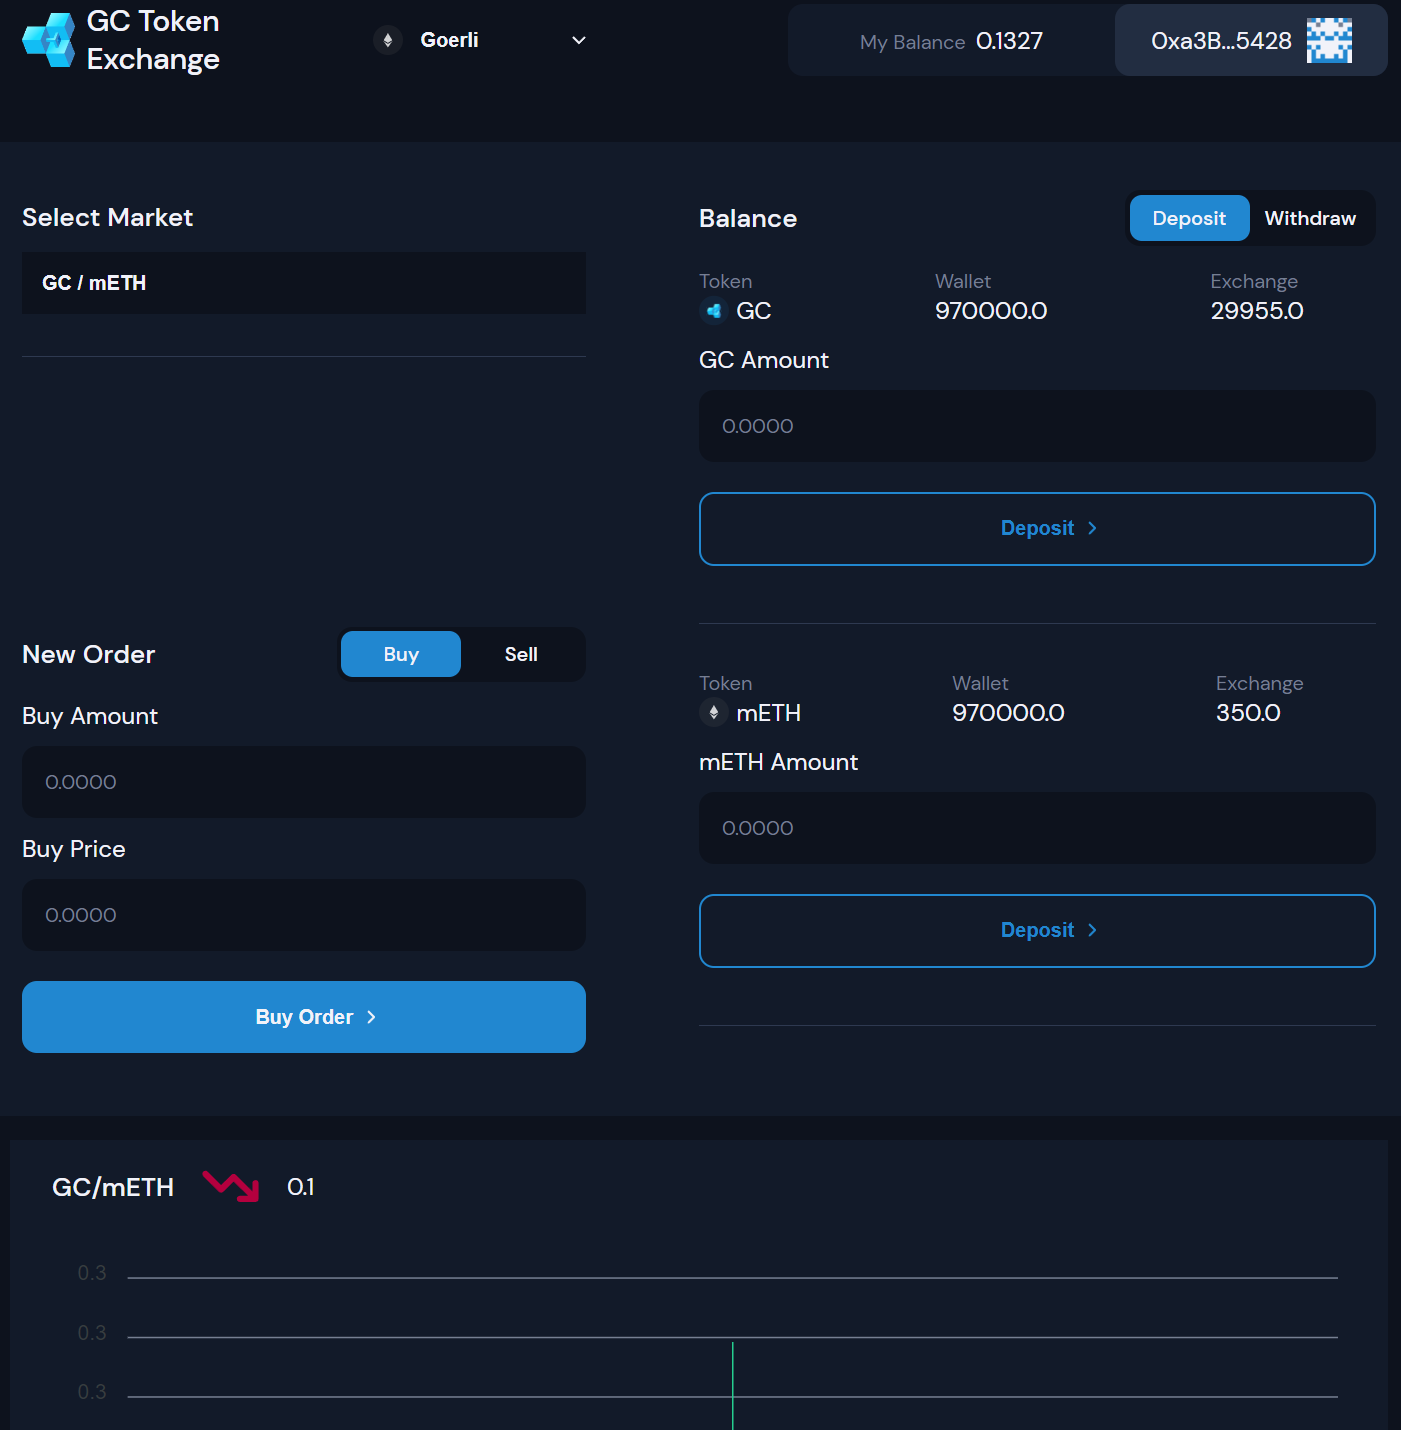 GC Token
Exchange
Goerli
My Balance 0.1327
0xa3B...5428
Select Market
GC / mETH
Balance
Deposit Withdraw
Token Wallet Exchange
GC 970000.0 29955.0
GC Amount
0.0000
Deposit >
New Order
Buy Sell
Buy Amount
0.0000
Buy Price
0.0000
Buy Order >
Token Wallet Exchange
mETH 970000.0 350.0
mETH Amount
0.0000
Deposit >
GC/mETH 0.1
0.3
0.3
0.3